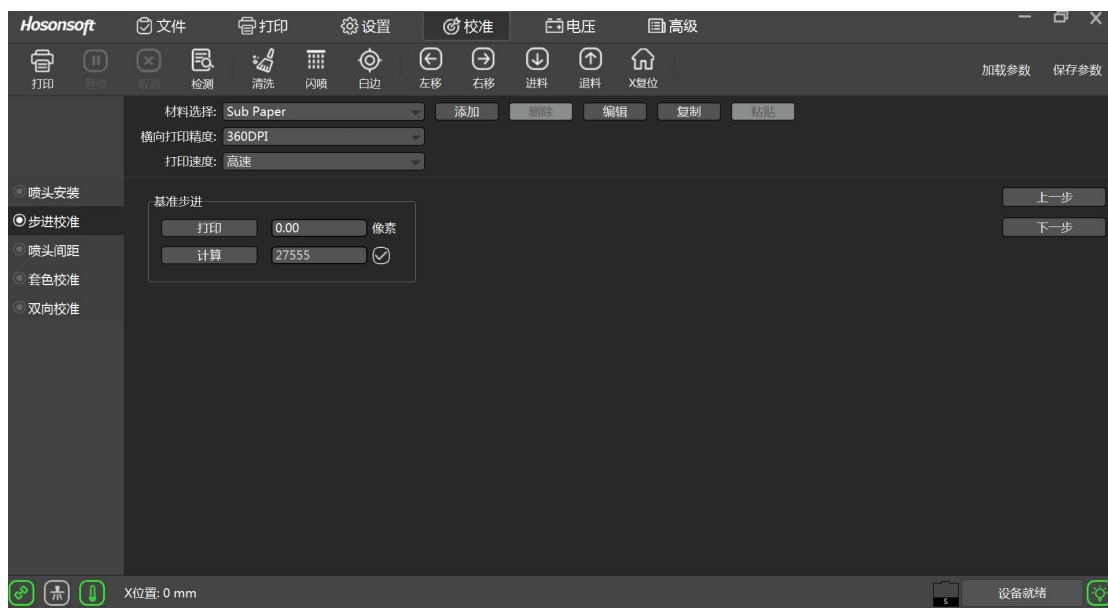 Hosonsoft 文件 打印 设置 校准 电压 高级
打印 暂停 取消 检测 清洗 闪喷 白边 左移 右移 进料 退料 X复位 加载参数 保存参数
材料选择: Sub Paper 添加 删除 编辑 复制 粘贴
横向打印精度: 360DPI
打印速度: 高速
喷头安装
步进校准
喷头间距
套色校准
双向校准
基准步进
打印 0.00 像素
计算 27555
上一步
下一步
X位置: 0 mm S 设备就绪